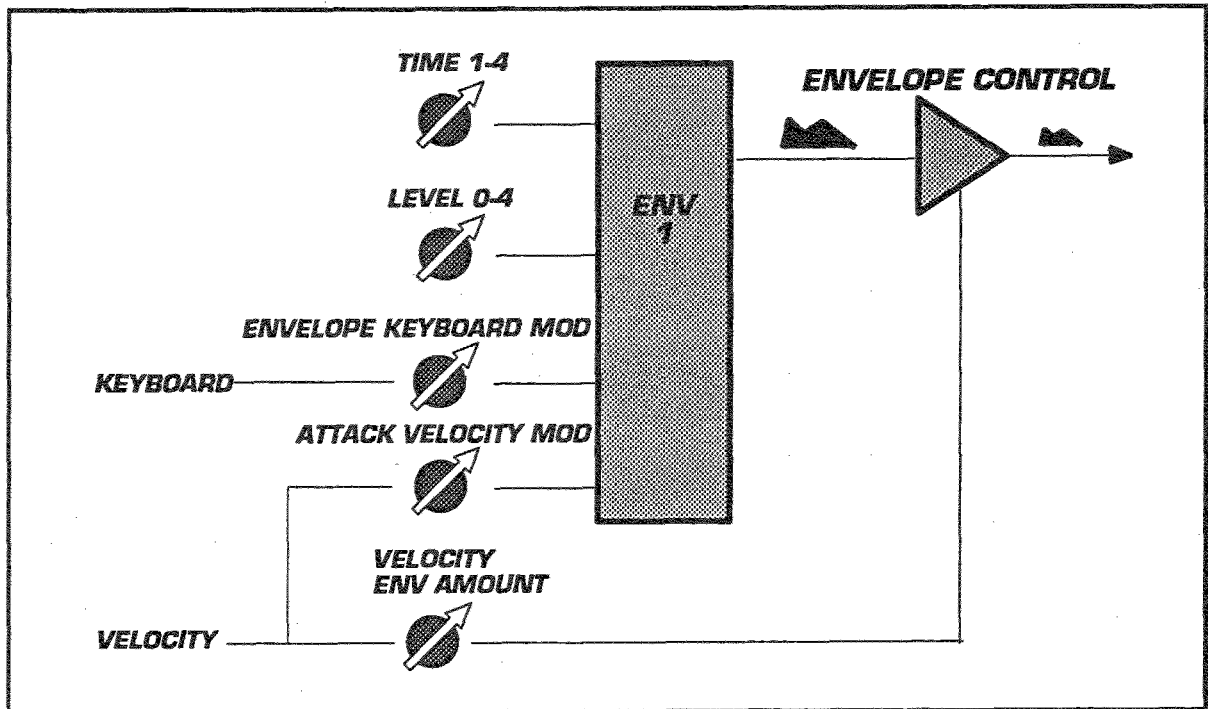 TIME 1-4
ENVELOPE CONTROL
LEVEL 0-4
ENV
1
ENVELOPE KEYBOARD MOD
KEYBOARD
ATTACK VELOCITY MOD
VELOCITY
ENV AMOUNT
VELOCITY